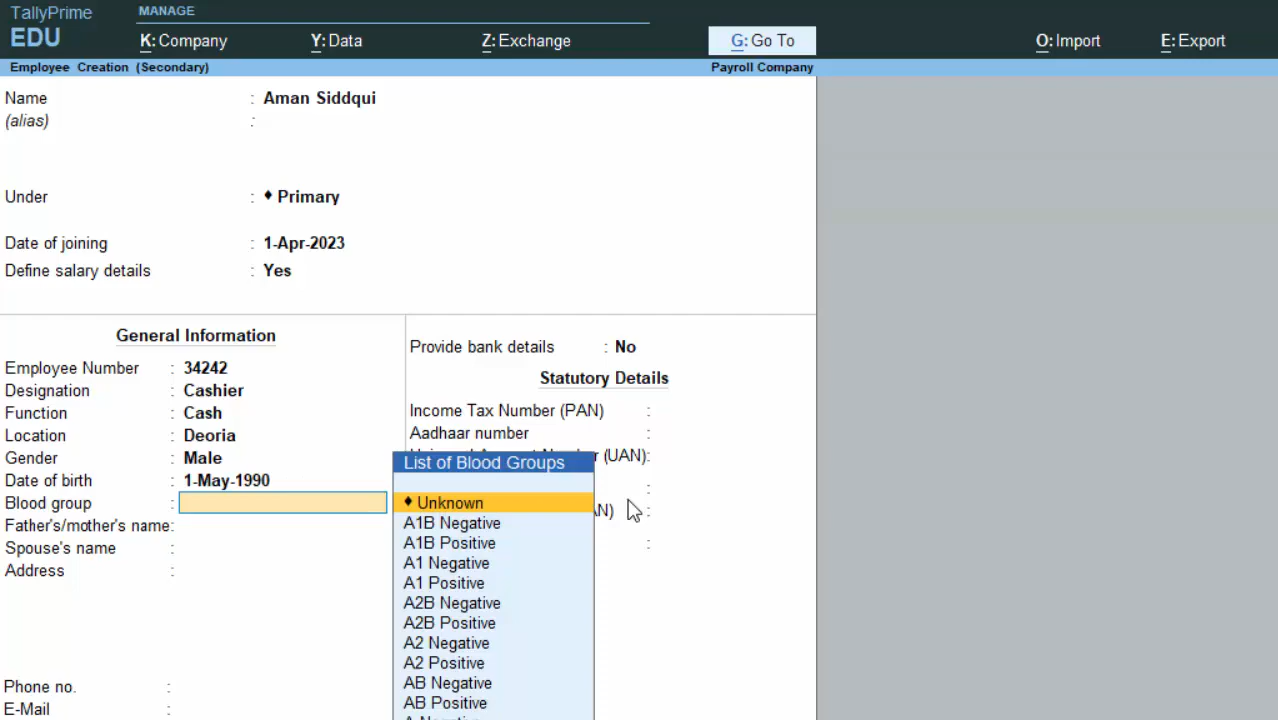 TallyPrime
EDU
MANAGE
K: Company
Y: Data
Z: Exchange
G: Go To
O: Import
E: Export
Employee Creation (Secondary)
Payroll Company
Name : Aman Siddqui
(alias) :
Under : ♦ Primary
Date of joining : 1-Apr-2023
Define salary details : Yes
General Information
Employee Number : 34242
Designation : Cashier
Function : Cash
Location : Deoria
Gender : Male
Date of birth : 1-May-1990
Blood group :
Father's/mother's name:
Spouse's name :
Address :
Phone no. :
E-Mail :
Provide bank details : No
Statutory Details
Income Tax Number (PAN) :
Aadhaar number :
(UAN):
:
AN) :
:
List of Blood Groups
♦ Unknown
A1B Negative
A1B Positive
A1 Negative
A1 Positive
A2B Negative
A2B Positive
A2 Negative
A2 Positive
AB Negative
AB Positive